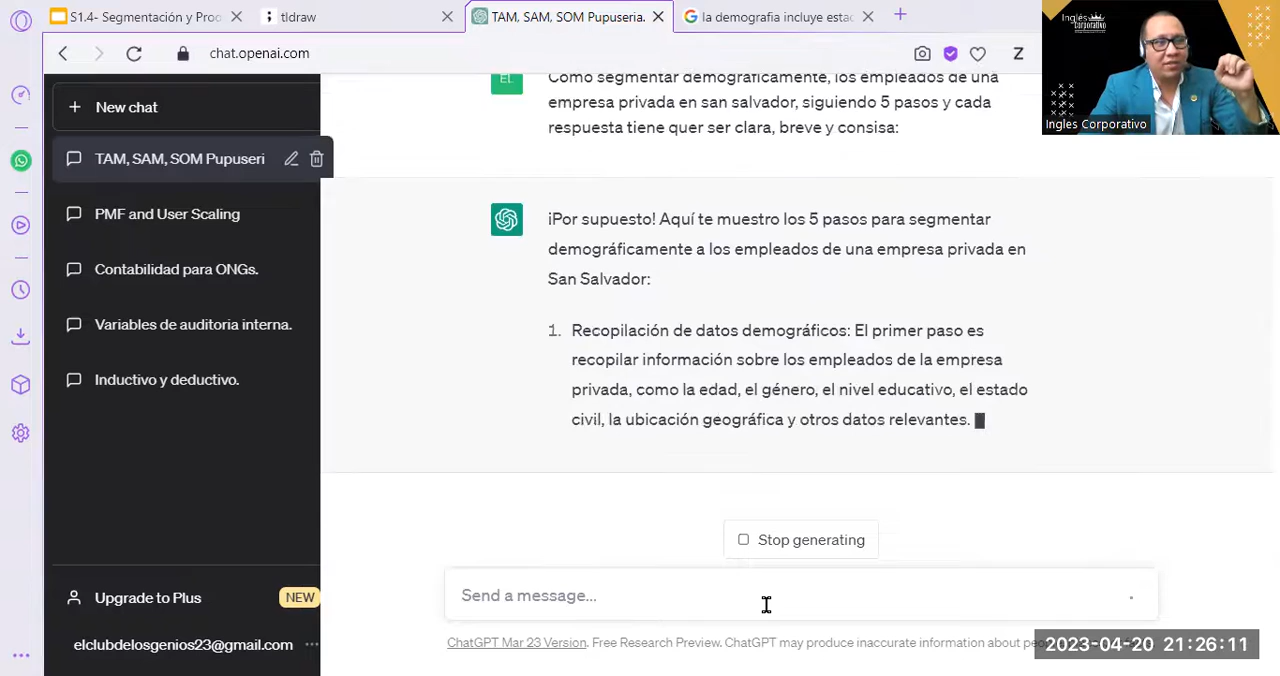 S1.4- Segmentación y Proc
tldraw
TAM, SAM, SOM Pupuseria.
la demografia incluye estad
chat.openai.com
Z
Inglés
Corporativo
Ingles Corporativo
New chat
TAM, SAM, SOM Pupuseri
PMF and User Scaling
Contabilidad para ONGs.
Variables de auditoria interna.
Inductivo y deductivo.
Upgrade to Plus
NEW
elclubdelosgenios23@gmail.com
EL
Como segmentar demograficamente, los empleados de una
empresa privada en san salvador, siguiendo 5 pasos y cada
respuesta tiene quer ser clara, breve y consisa:
¡Por supuesto! Aquí te muestro los 5 pasos para segmentar
demográficamente a los empleados de una empresa privada en
San Salvador:
1. Recopilación de datos demográficos: El primer paso es
recopilar información sobre los empleados de la empresa
privada, como la edad, el género, el nivel educativo, el estado
civil, la ubicación geográfica y otros datos relevantes.
Stop generating
Send a message...
ChatGPT Mar 23 Version. Free Research Preview. ChatGPT may produce inaccurate information about
2023-04-20 21:26:11